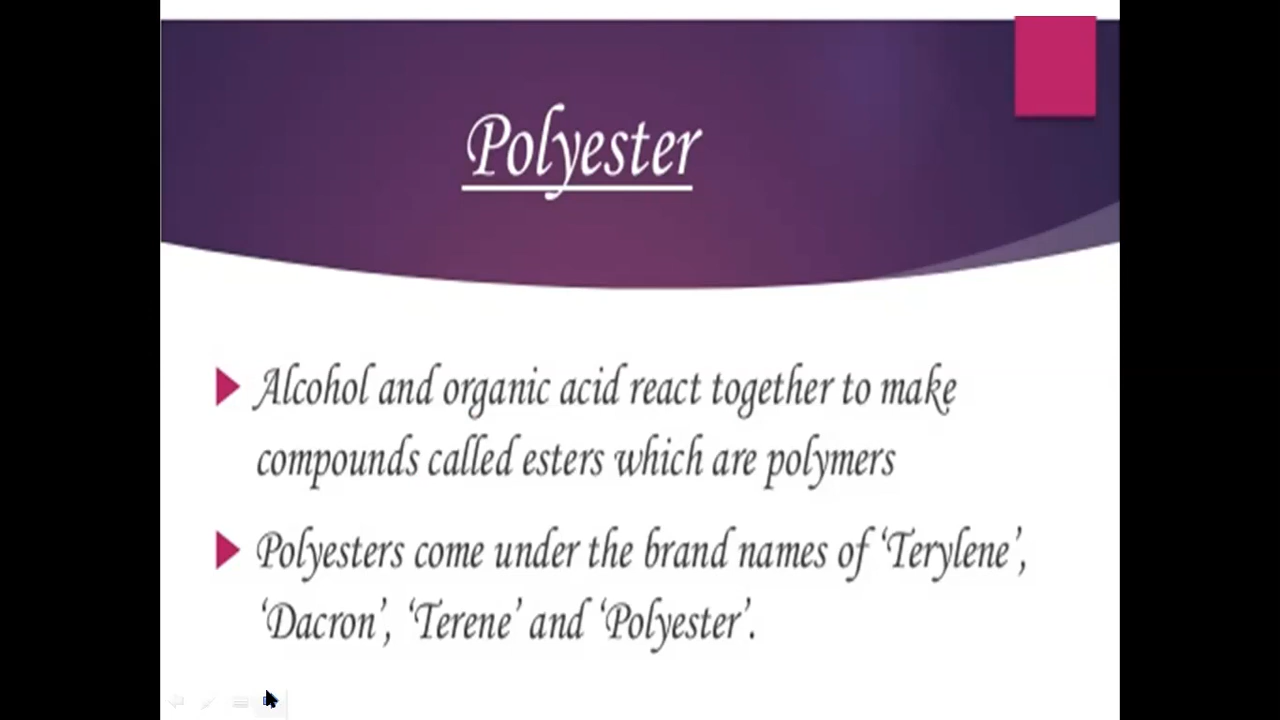 Polyester
Alcohol and organic acid react together to make
compounds called esters which are polymers
Polyesters come under the brand names of ‘Terylene’,
‘Dacron’, ‘Terene’ and ‘Polyester’.